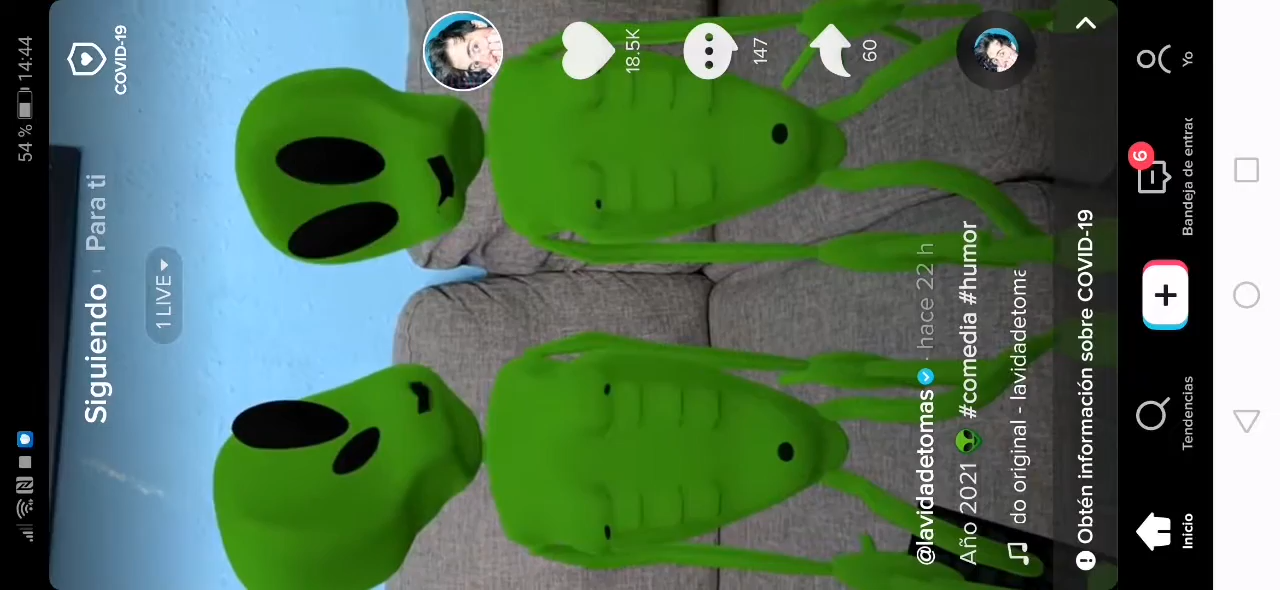 54 % 14:44
COVID-19
Siguiendo Para ti
1 LIVE
18.5K
147
60
@lavidadetomas · hace 22 h
Año 2021 👽 #comedia #humor
do original - lavidadetoma
Obtén información sobre COVID-19
Inicio
Tendencias
6
Bandeja de entrac
Yo